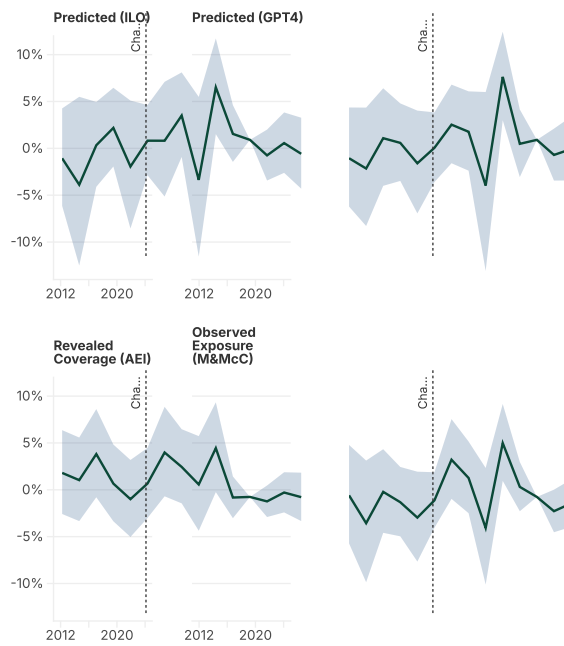 Predicted (ILO)
Predicted (GPT4)
Cha...
Cha...
10%
5%
0%
-5%
-10%
2012
2020
2012
2020
Revealed
Coverage (AEI)
Observed
Exposure
(M&McC)
Cha...
Cha...
10%
5%
0%
-5%
-10%
2012
2020
2012
2020